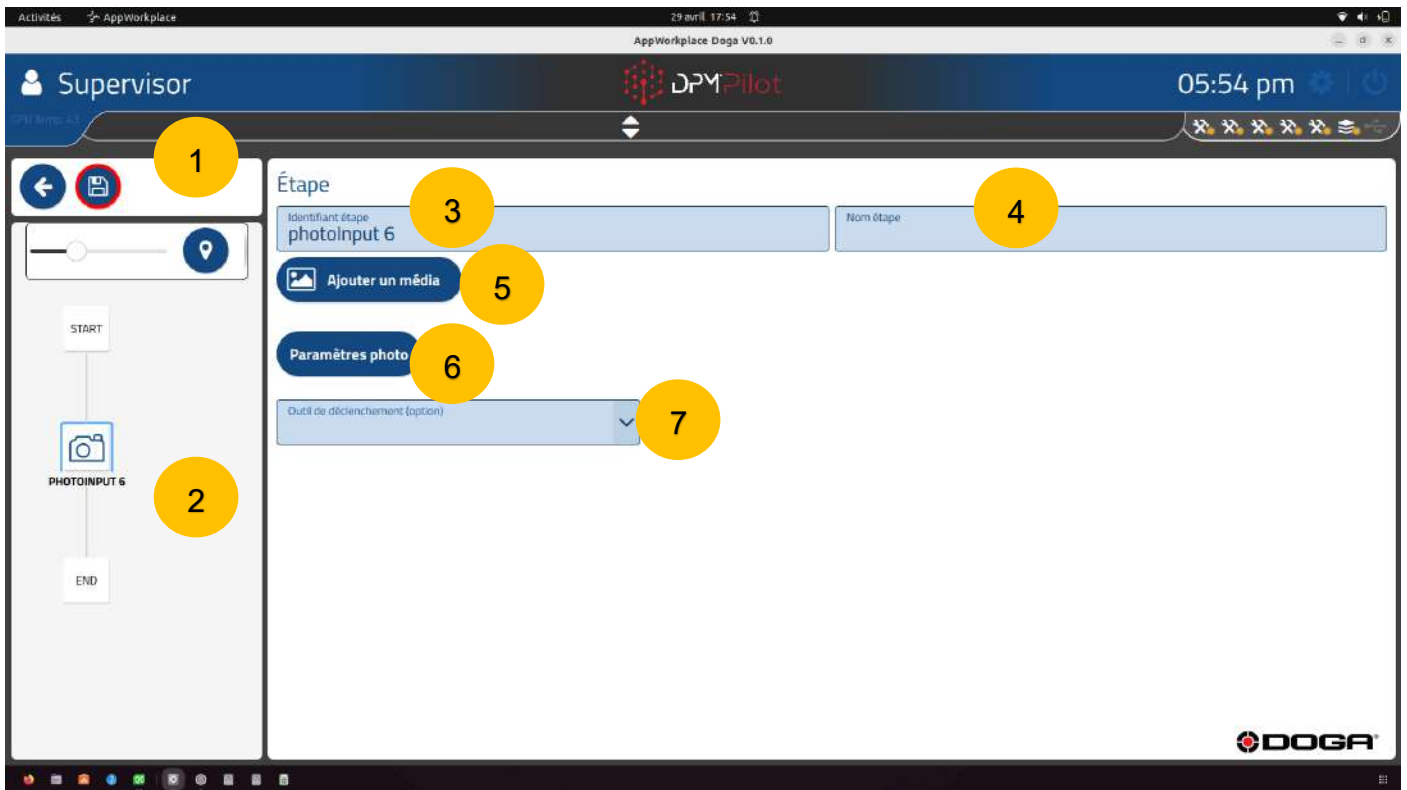 Activités AppWorkplace 29 avril 17:54
AppWorkplace Doga V0.1.0
Supervisor DPMPilot 05:54 pm
1
Étape
Identifiant étape
photoInput 6
3
Nom étape
4
Ajouter un média
5
START
Paramètres photo
6
Outil de déclenchement (option)
7
PHOTOINPUT 6
2
END
DOGA